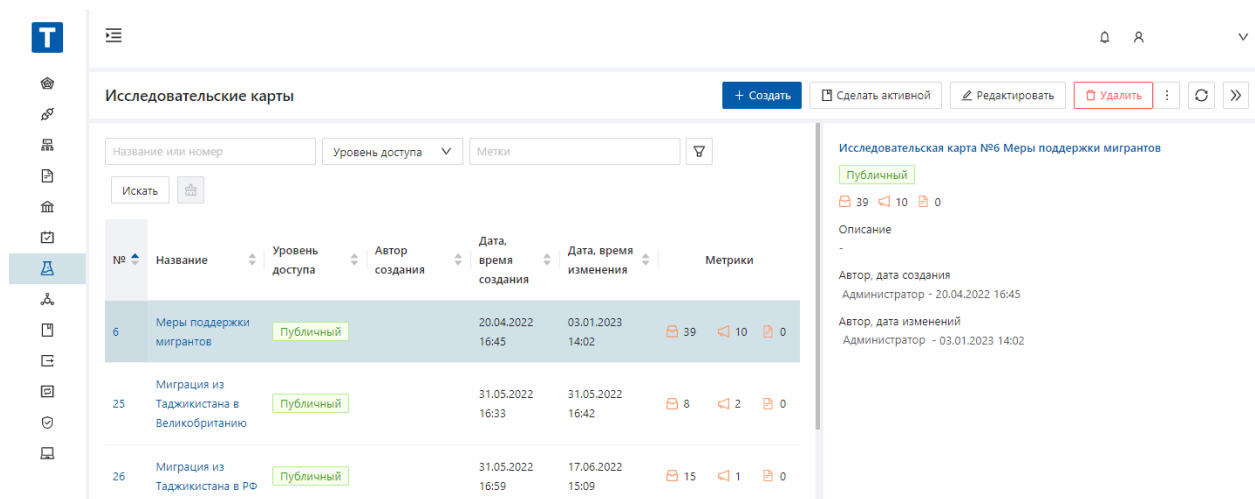 T
Исследовательские карты
+ Создать
Сделать активной
Редактировать
Удалить
Название или номер
Уровень доступа
Метки
Искать
№
Название
Уровень
доступа
Автор
создания
Дата,
время
создания
Дата, время
изменения
Метрики
6
Меры поддержки
мигрантов
Публичный
20.04.2022
16:45
03.01.2023
14:02
39 10 0
25
Миграция из
Таджикистана в
Великобританию
Публичный
31.05.2022
16:33
31.05.2022
16:42
8 2 0
26
Миграция из
Таджикистана в РФ
Публичный
31.05.2022
16:59
17.06.2022
15:09
15 1 0
Исследовательская карта №6 Меры поддержки мигрантов
Публичный
39 10 0
Описание
-
Автор, дата создания
Администратор - 20.04.2022 16:45
Автор, дата изменений
Администратор - 03.01.2023 14:02